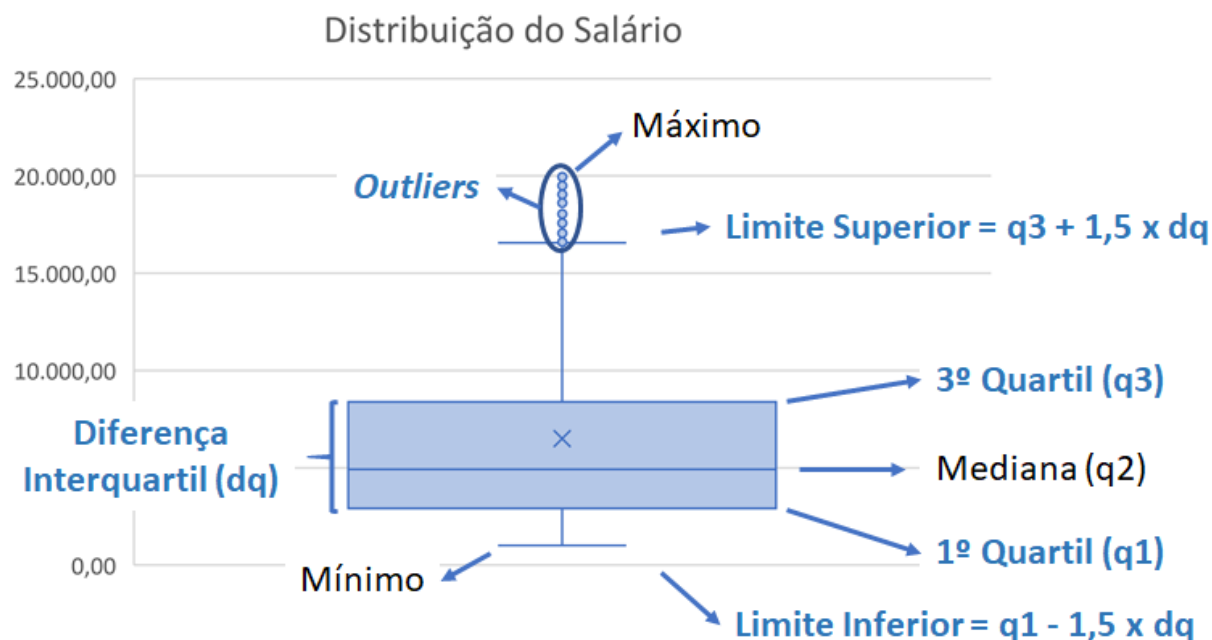 Distribuição do Salário
25.000,00
Máximo
20.000,00
Outliers
Limite Superior = q3 + 1,5 x dq
15.000,00
10.000,00
3º Quartil (q3)
Diferença
Interquartil (dq)
Mediana (q2)
1º Quartil (q1)
0,00
Mínimo
Limite Inferior = q1 - 1,5 x dq